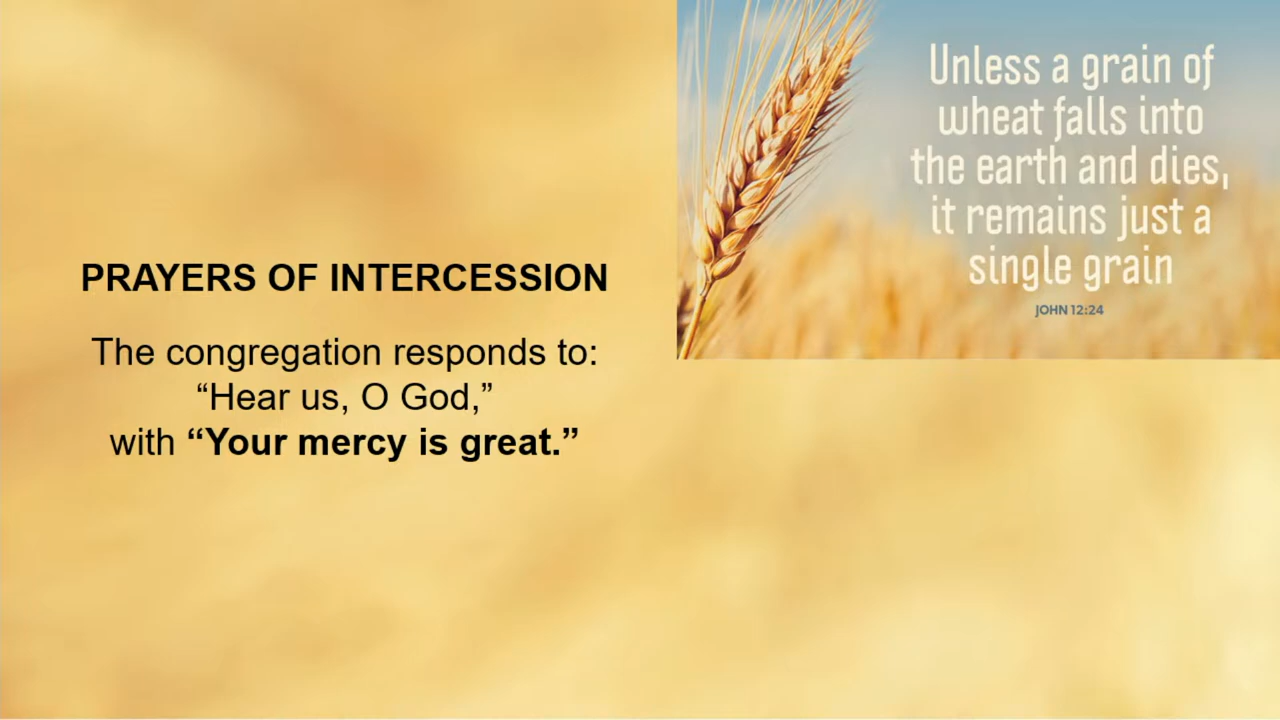 PRAYERS OF INTERCESSION
The congregation responds to:
“Hear us, O God,”
with “Your mercy is great.”
Unless a grain of
wheat falls into
the earth and dies,
it remains just a
single grain
JOHN 12:24